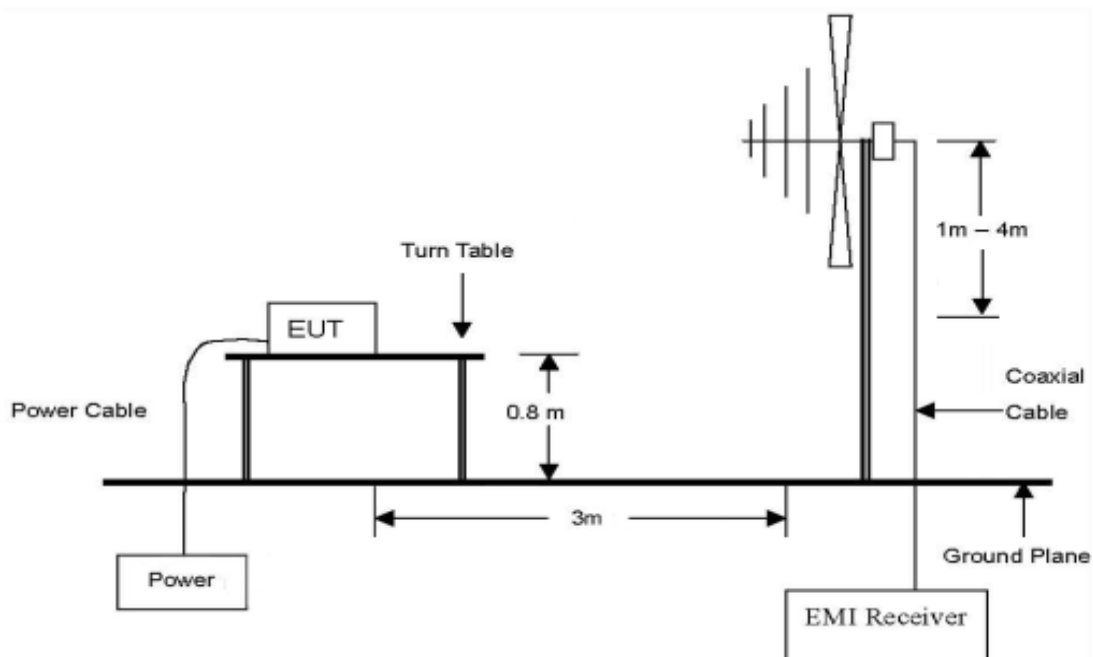 1m – 4m
Turn Table
EUT
Coaxial
Cable
Power Cable
0.8 m
3m
Ground Plane
Power
EMI Receiver